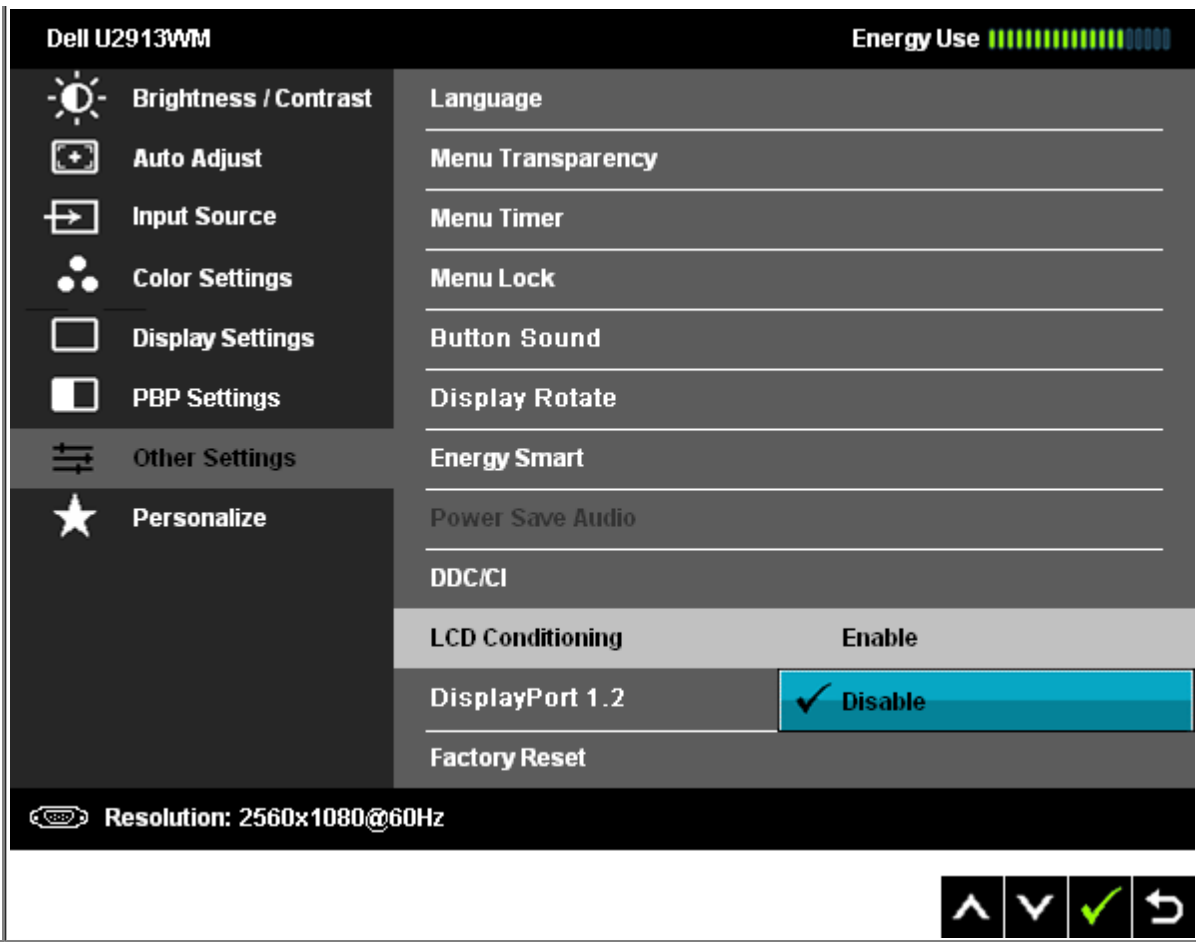 Dell U2913WM
Energy Use
Brightness / Contrast
Auto Adjust
Input Source
Color Settings
Display Settings
PBP Settings
Other Settings
Personalize
Language
Menu Transparency
Menu Timer
Menu Lock
Button Sound
Display Rotate
Energy Smart
Power Save Audio
DDC/CI
LCD Conditioning
Enable
DisplayPort 1.2
Disable
Factory Reset
Resolution: 2560x1080@60Hz